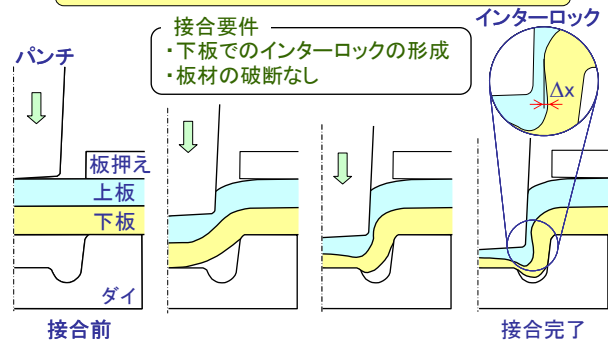 接合要件
・下板でのインターロックの形成
・板材の破断なし
インターロック
Δx
パンチ
板押え
上板
下板
ダイ
接合前
接合完了